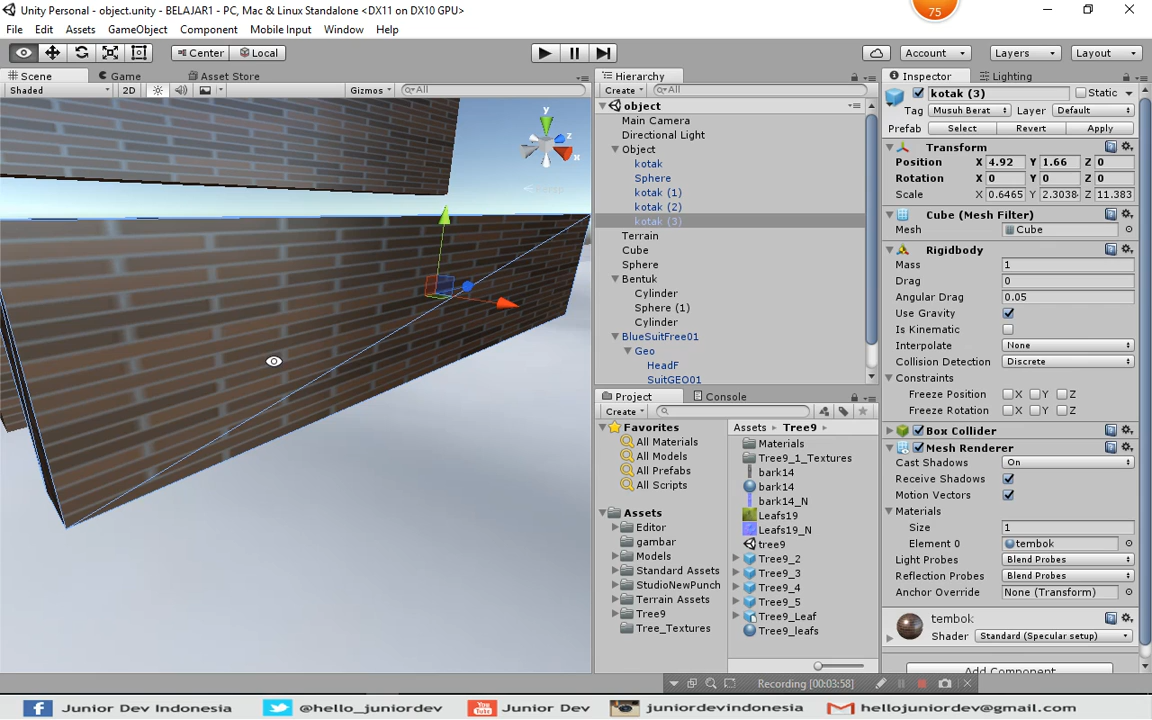 Unity Personal - object.unity - BELAJAR1 - PC, Mac & Linux Standalone <DX11 on DX10 GPU>
75
File Edit Assets GameObject Component Mobile Input Window Help
Center Local Account Layers Layout
Scene Game Asset Store
Shaded 2D Gizmos All
y
z
x
Hierarchy
Create All
object
Main Camera
Directional Light
Object
kotak
Sphere
kotak (1)
kotak (2)
kotak (3)
Terrain
Cube
Sphere
Bentuk
Cylinder
Sphere (1)
Cylinder
BlueSuitFree01
Geo
HeadF
SuitGEO01
Project Console
Create
Favorites
All Materials
All Models
All Prefabs
All Scripts
Assets
Editor
gambar
Models
Standard Assets
StudioNewPunch
Terrain Assets
Tree9
Tree_Textures
Assets Tree9
Materials
Tree9_1_Textures
bark14
bark14
bark14_N
Leafs19
Leafs19_N
tree9
Tree9_2
Tree9_3
Tree9_4
Tree9_5
Tree9_Leaf
Tree9_leafs
Inspector Lighting
kotak (3) Static
Tag Musuh Berat Layer Default
Prefab Select Revert Apply
Transform
Position X 4.92 Y 1.66 Z 0
Rotation X 0 Y 0 Z 0
Scale X 0.6465 Y 2.3038 Z 11.383
Cube (Mesh Filter)
Mesh Cube
Rigidbody
Mass 1
Drag 0
Angular Drag 0.05
Use Gravity
Is Kinematic
Interpolate None
Collision Detection Discrete
Constraints
Freeze Position X Y Z
Freeze Rotation X Y Z
Box Collider
Mesh Renderer
Cast Shadows On
Receive Shadows
Motion Vectors
Materials
Size 1
Element 0 tembok
Light Probes Blend Probes
Reflection Probes Blend Probes
Anchor Override None (Transform)
tembok
Shader Standard (Specular setup)
Add Component
Recording [00:03:58]
Junior Dev Indonesia @hello_juniordev Junior Dev juniordevindonesia hellojuniordev@gmail.com